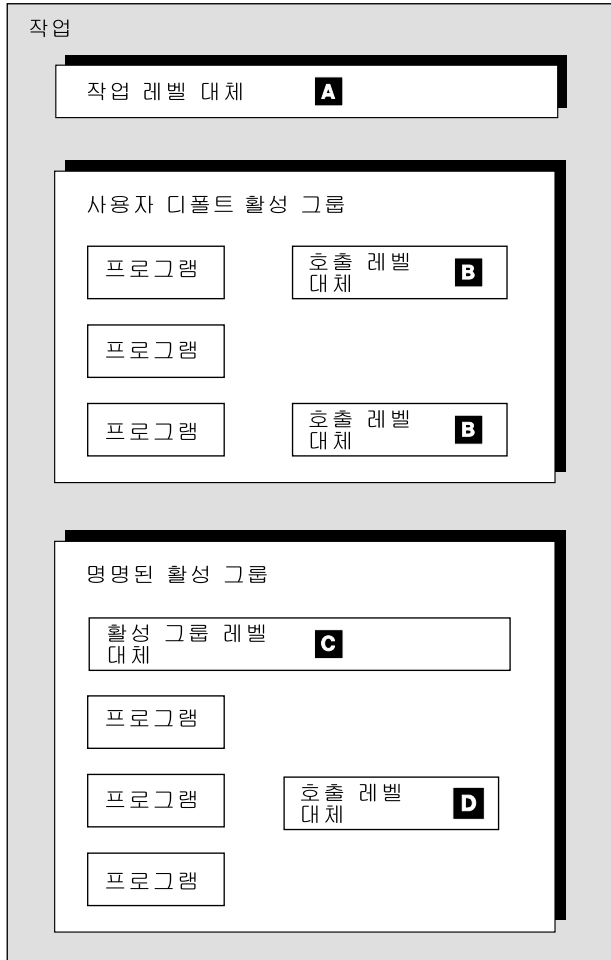 작업
작업 레벨 대체 A
사용자 디폴트 활성 그룹
프로그램
호출 레벨
대체
B
프로그램
프로그램
호출 레벨
대체
B
명명된 활성 그룹
활성 그룹 레벨
대체
C
프로그램
프로그램
호출 레벨
대체
D
프로그램